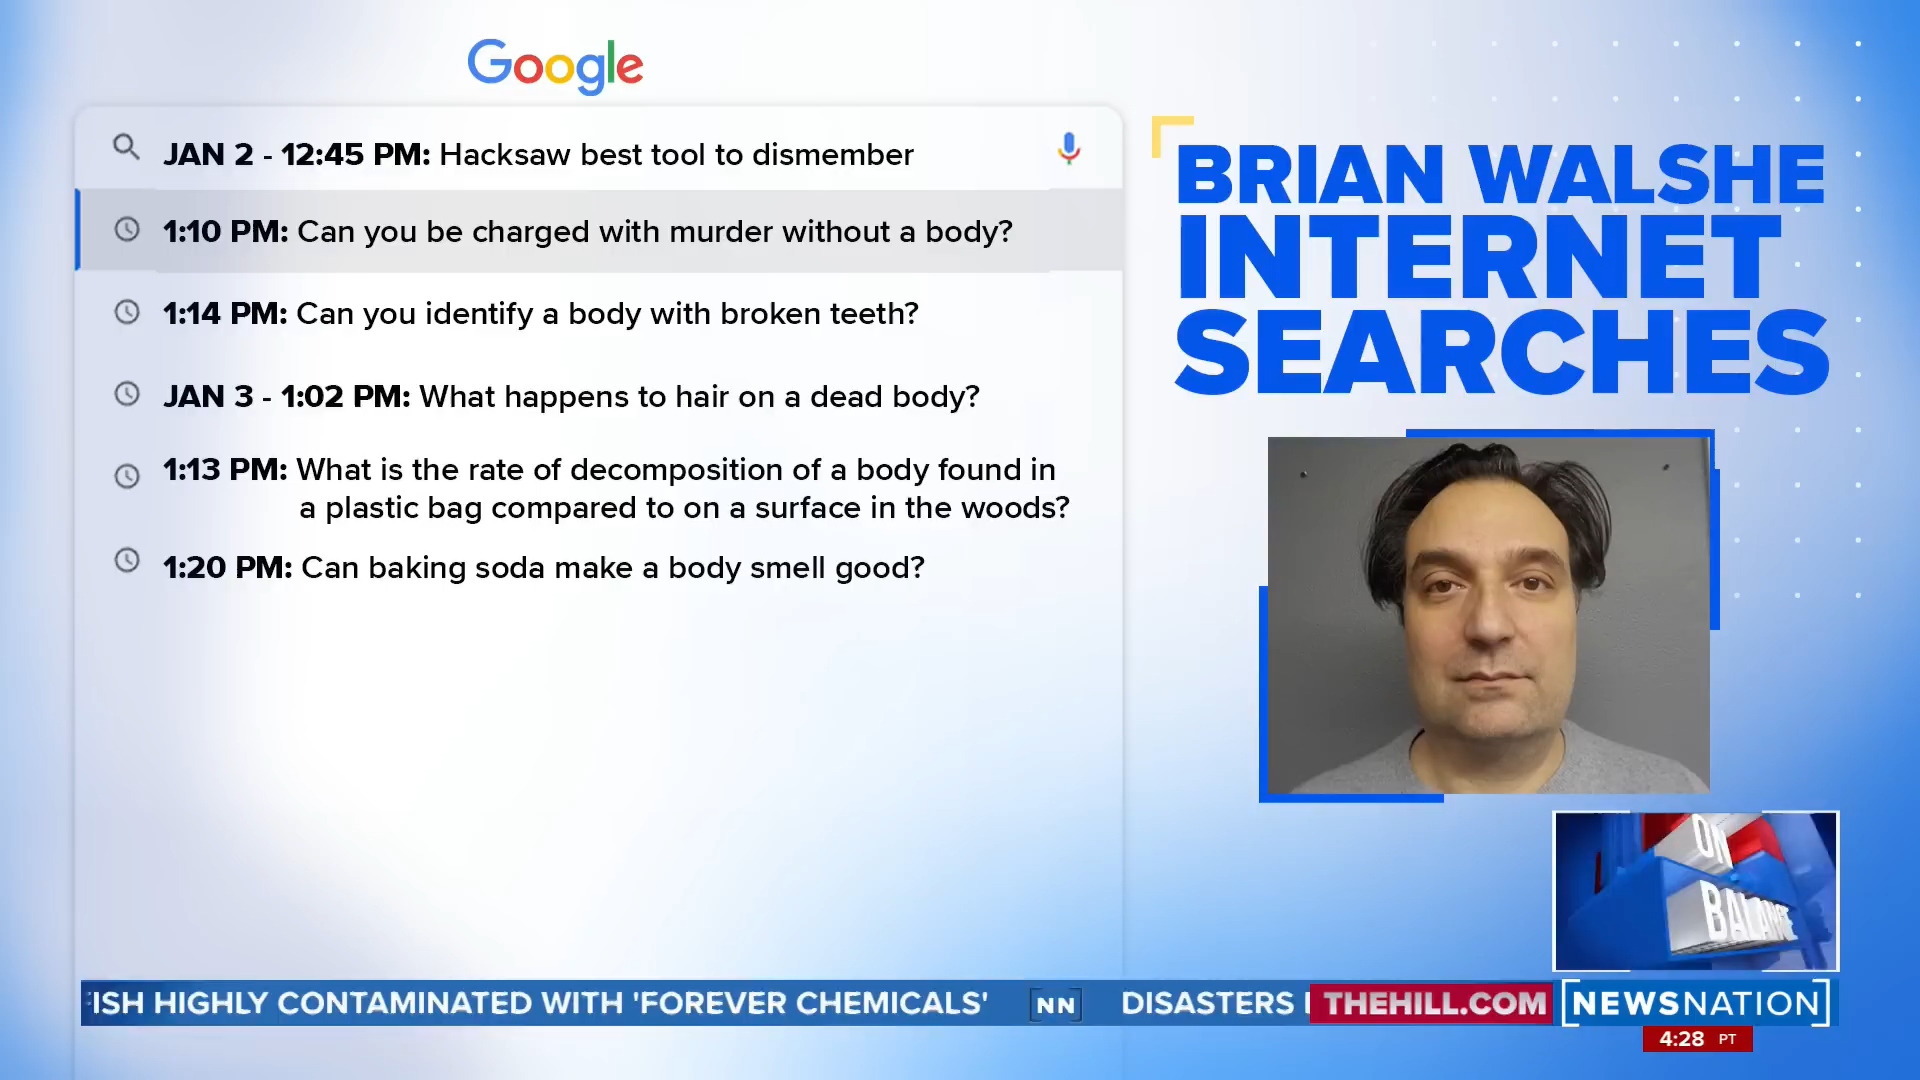 Google
JAN 2 - 12:45 PM: Hacksaw best tool to dismember
1:10 PM: Can you be charged with murder without a body?
1:14 PM: Can you identify a body with broken teeth?
JAN 3 - 1:02 PM: What happens to hair on a dead body?
1:13 PM: What is the rate of decomposition of a body found in
a plastic bag compared to on a surface in the woods?
1:20 PM: Can baking soda make a body smell good?
BRIAN WALSHE
INTERNET
SEARCHES
ON
BALANCE
ISH HIGHLY CONTAMINATED WITH 'FOREVER CHEMICALS' NN DISASTERS THEHILL.COM NEWSNATION
4:28 PT